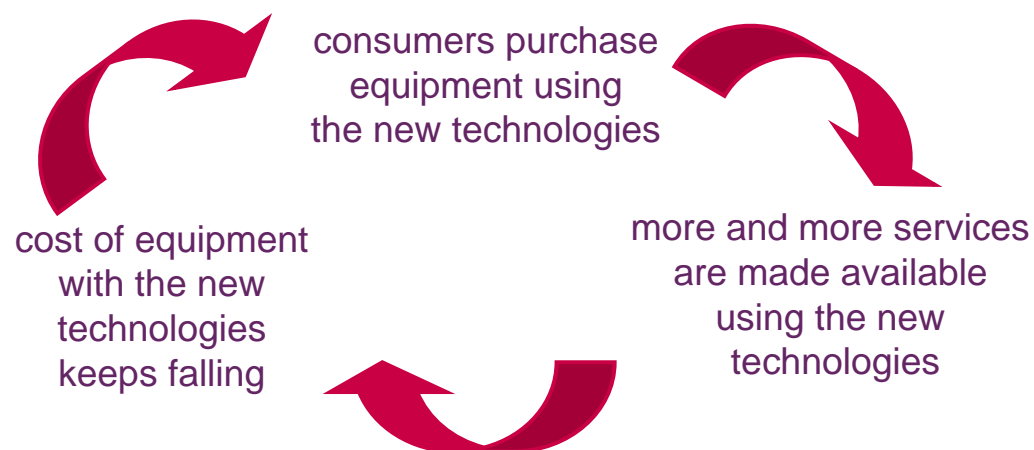 consumers purchase
equipment using
the new technologies
more and more services
are made available
using the new
technologies
cost of equipment
with the new
technologies
keeps falling